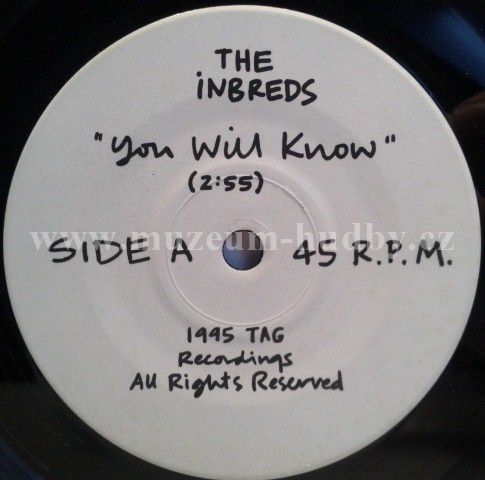 THE
INBREDS
"You Will Know"
(2:55)
www.muzeum-hudby.cz
SIDE A 45 R.P.M.
1995 TAG
Recordings
All Rights Reserved